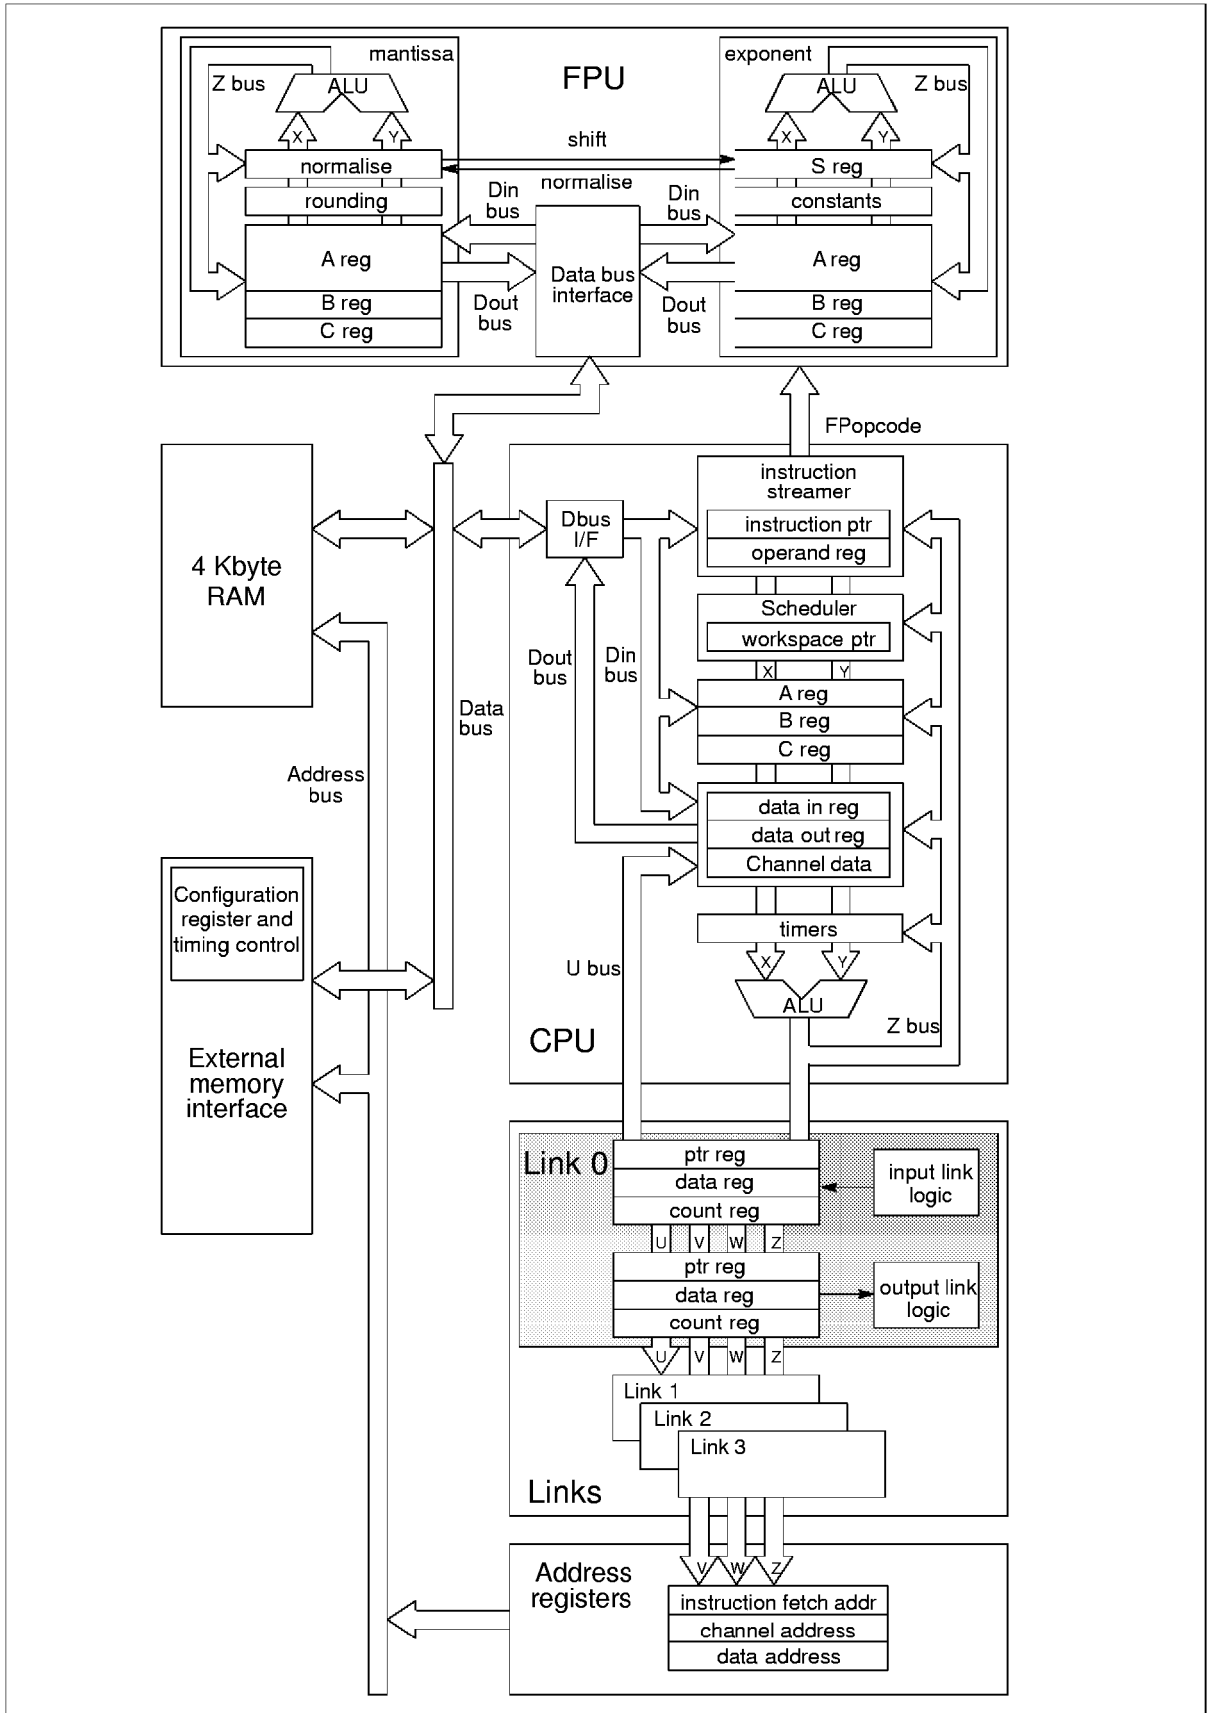 mantissa
FPU
exponent
Z bus
ALU
ALU
Z bus
X
Y
X
Y
shift
normalise
S reg
normalise
rounding
Din
bus
Din
bus
constants
A reg
Data bus
interface
A reg
Dout
bus
Dout
bus
B reg
B reg
C reg
C reg
FPopcode
4 Kbyte
RAM
Dbus
I/F
instruction
streamer
instruction ptr
operand reg
Scheduler
workspace ptr
Dout
bus
Din
bus
X
Y
A reg
B reg
C reg
Data
bus
Address
bus
data in reg
data out reg
Channel data
Configuration
register and
timing control
timers
U bus
X
Y
ALU
Z bus
CPU
External
memory
interface
Link 0
ptr reg
data reg
count reg
input link
logic
U
V
W
Z
ptr reg
data reg
count reg
output link
logic
U
V
W
Z
Link 1
Link 2
Link 3
Links
V
W
Z
Address
registers
instruction fetch addr
channel address
data address